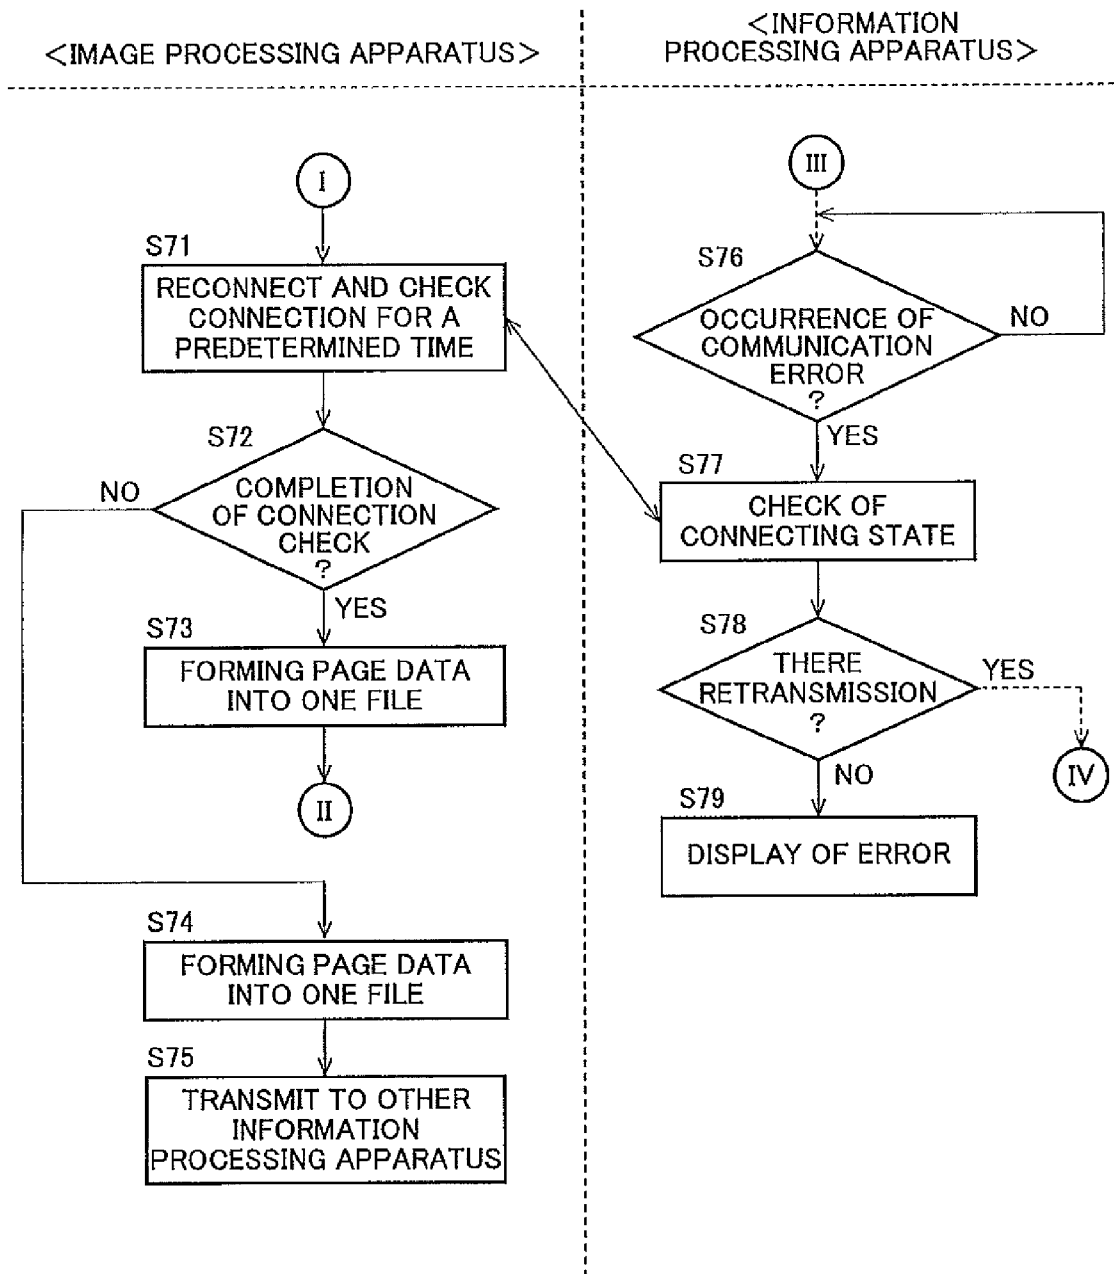 <IMAGE PROCESSING APPARATUS>
<INFORMATION
PROCESSING APPARATUS>
I
S71
RECONNECT AND CHECK
CONNECTION FOR A
PREDETERMINED TIME
S72
COMPLETION
OF CONNECTION
CHECK
?
NO
YES
S73
FORMING PAGE DATA
INTO ONE FILE
II
S74
FORMING PAGE DATA
INTO ONE FILE
S75
TRANSMIT TO OTHER
INFORMATION
PROCESSING APPARATUS
III
S76
OCCURRENCE OF
COMMUNICATION
ERROR
?
NO
YES
S77
CHECK OF
CONNECTING STATE
S78
THERE
RETRANSMISSION
?
YES
NO
IV
S79
DISPLAY OF ERROR